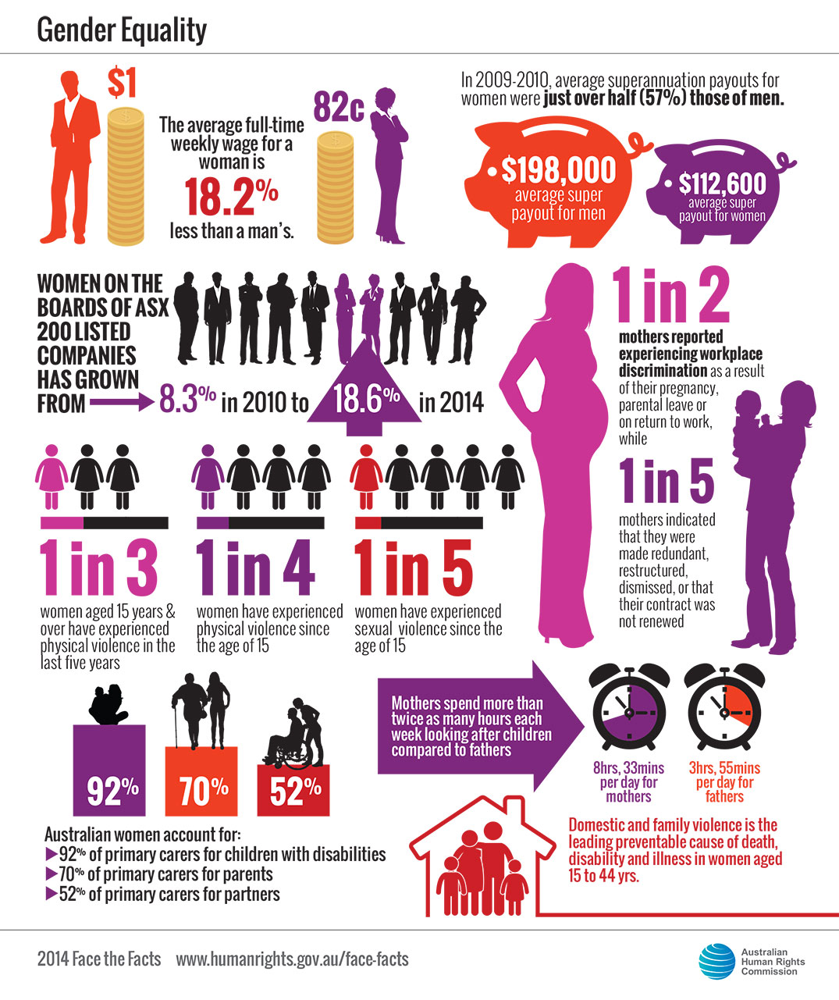 Gender Equality
$1
The average full-time
weekly wage for a
woman is
18.2%
less than a man's.
82c
In 2009-2010, average superannuation payouts for
women were just over half (57%) those of men.
$198,000
average super
payout for men
$112,600
average super
payout for women
WOMEN ON THE
BOARDS OF ASX
200 LISTED
COMPANIES
HAS GROWN
FROM 8.3% in 2010 to 18.6% in 2014
1 in 2
mothers reported
experiencing workplace
discrimination as a result
of their pregnancy,
parental leave or
on return to work,
while
1 in 5
mothers indicated
that they were
made redundant,
restructured,
dismissed, or that
their contract was
not renewed
1 in 3
women aged 15 years &
over have experienced
physical violence in the
last five years
1 in 4
women have experienced
physical violence since
the age of 15
1 in 5
women have experienced
sexual violence since the
age of 15
92%
70%
52%
Australian women account for:
92% of primary carers for children with disabilities
70% of primary carers for parents
52% of primary carers for partners
Mothers spend more than
twice as many hours each
week looking after children
compared to fathers
8hrs, 33mins
per day for
mothers
3hrs, 55mins
per day for
fathers
Domestic and family violence is the
leading preventable cause of death,
disability and illness in women aged
15 to 44 yrs.
2014 Face the Facts www.humanrights.gov.au/face-facts
Australian
Human Rights
Commission